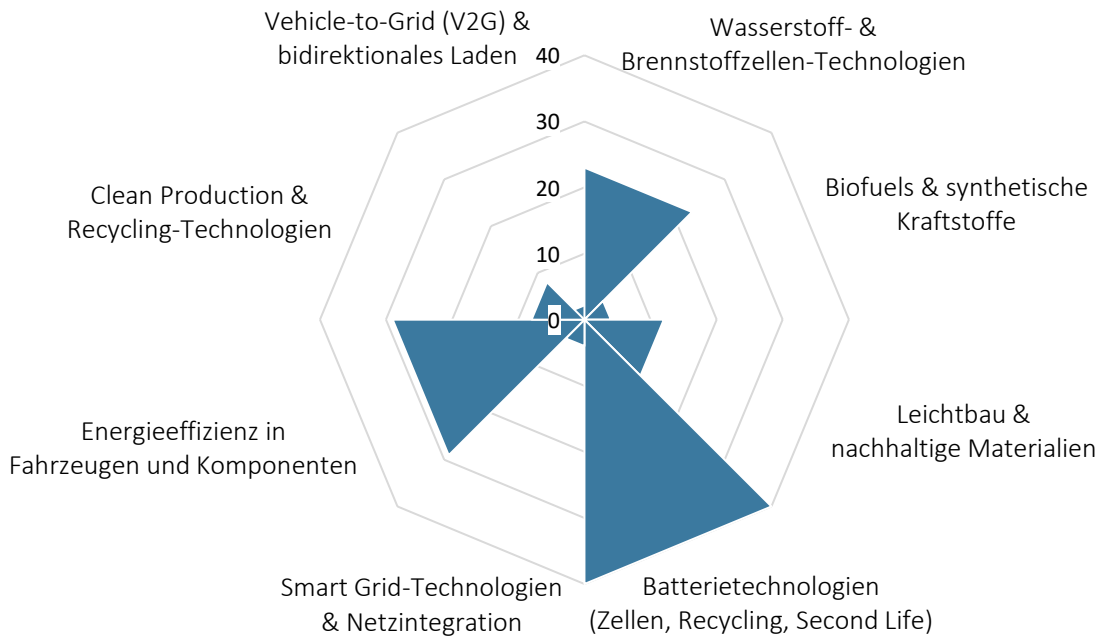 Vehicle-to-Grid (V2G) &
bidirektionales Laden
Wasserstoff- &
Brennstoffzellen-Technologien
40
30
20
10
0
Clean Production &
Recycling-Technologien
Biofuels & synthetische
Kraftstoffe
Energieeffizienz in
Fahrzeugen und Komponenten
Leichtbau &
nachhaltige Materialien
Smart Grid-Technologien
& Netzintegration
Batterietechnologien
(Zellen, Recycling, Second Life)